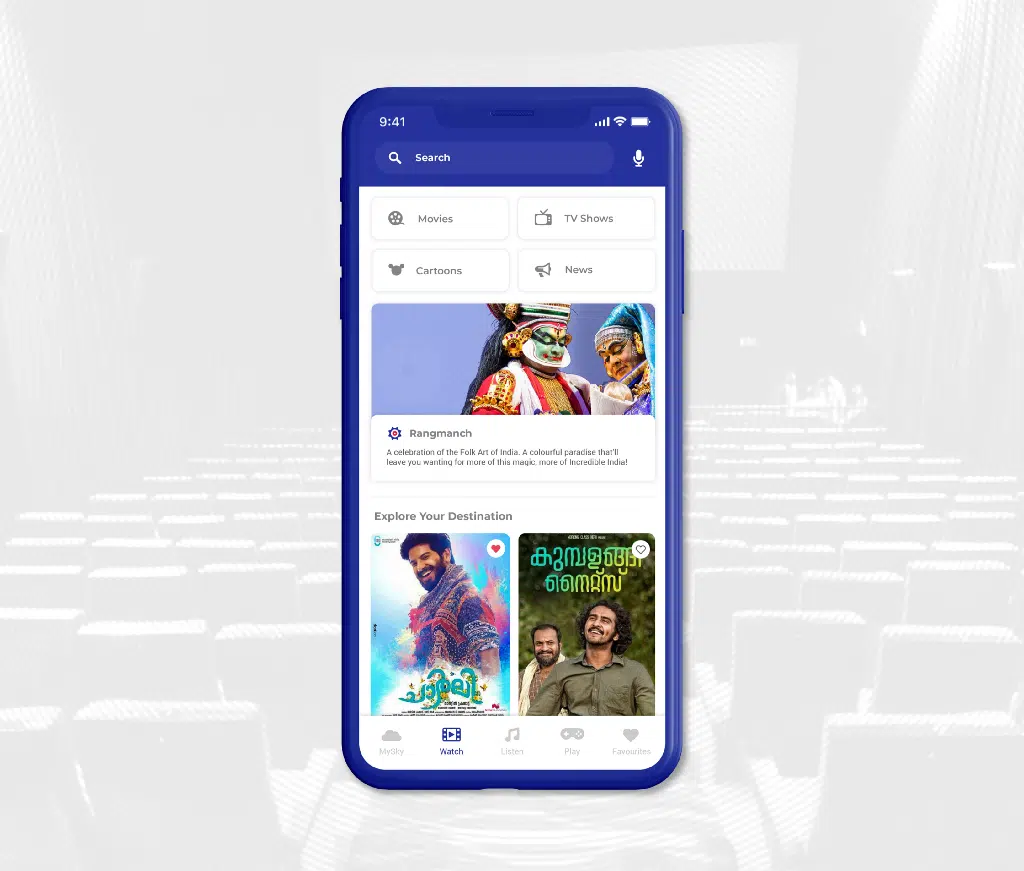 9:41
Search
Movies
TV Shows
Cartoons
News
Rangmanch
A celebration of the Folk Art of India. A colourful paradise that'll
leave you wanting for more of this magic, more of Incredible India!
Explore Your Destination
ചാർലി
കുമ്പളങ്ങി
നൈറ്റ്സ്
MySky
Watch
Listen
Play
Favourites